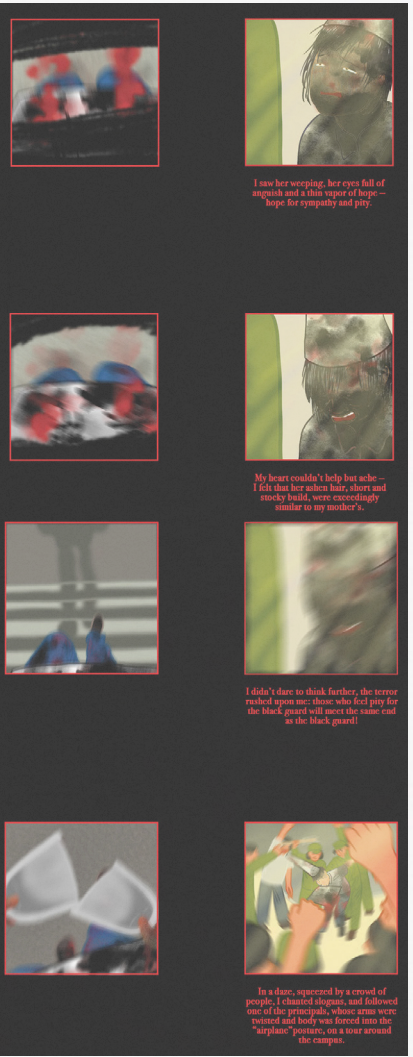 I saw her weeping, her eyes full of
anguish and a thin vapor of hope –
hope for sympathy and pity.
My heart couldn't help but ache –
I felt that her ashen hair, short and
stocky build, were exceedingly
similar to my mother's.
I didn't dare to think further, the terror
rushed upon me: those who feel pity for
the black guard will meet the same end
as the black guard!
In a daze, squeezed by a crowd of
people, I chanted slogans, and followed
one of the principals, whose arms were
twisted and body was forced into the
"airplane"posture, on a tour around
the campus.